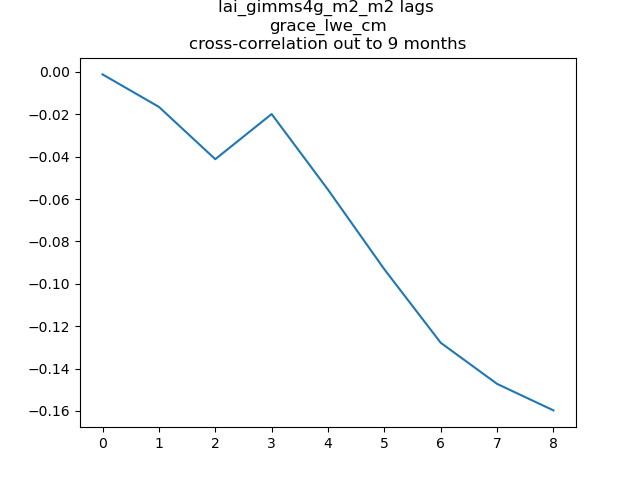 lai_gimms4g_m2_m2 lags
grace_lwe_cm
cross-correlation out to 9 months
0.00
−0.02
−0.04
−0.06
−0.08
−0.10
−0.12
−0.14
−0.16
0 1 2 3 4 5 6 7 8